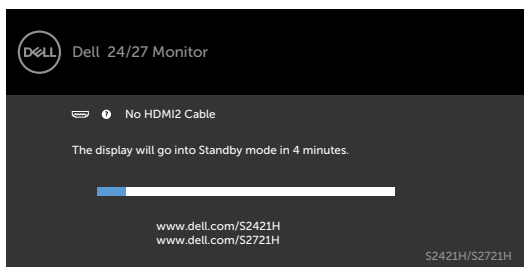 DELL Dell 24/27 Monitor
? No HDMI2 Cable
The display will go into Standby mode in 4 minutes.
www.dell.com/S2421H
www.dell.com/S2721H
S2421H/S2721H